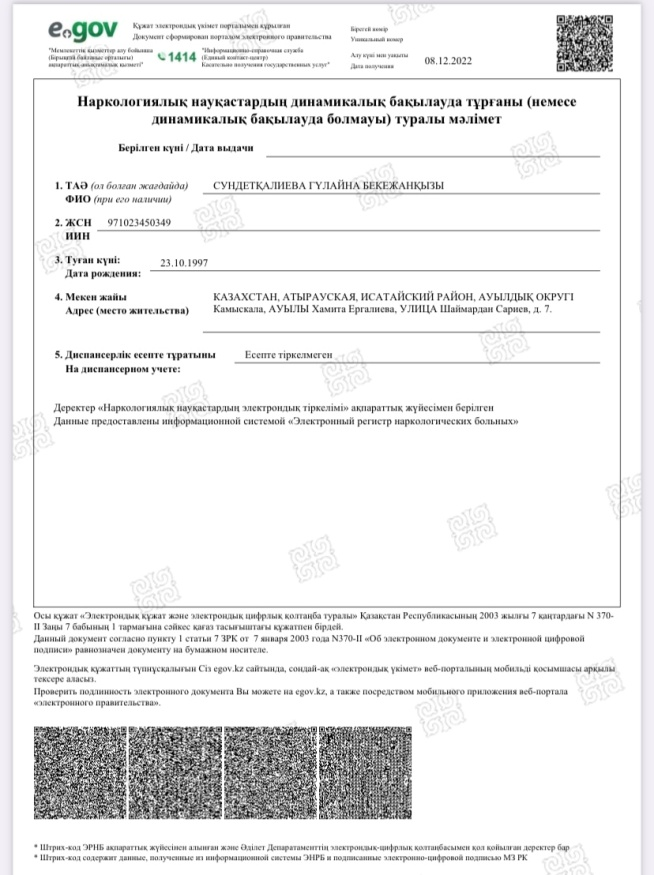 e.gov
Құжат электрондық үкімет порталымен құрылған
Документ сформирован порталом электронного правительства
"Мемлекеттік қызметтер алу бойынша
(Бірыңғай байланыс орталығы)
ақпараттық-анықтамалық қызметі"
1414
"Информационно-справочная служба
(Единый контакт-центр)
Касательно получения государственных услуг"
Бірегей нөмір
Уникальный номер
Алу күні мен уақыты
Дата получения
08.12.2022
Наркологиялық науқастардың динамикалық бақылауда тұрғаны (немесе
динамикалық бақылауда болмауы) туралы мәлімет
Берілген күні / Дата выдачи
1. ТАӘ (ол болған жағдайда) СУНДЕТҚАЛИЕВА ГҮЛАЙНА БЕКЕЖАНҚЫЗЫ
ФИО (при его наличии)
2. ЖСН 971023450349
ИИН
3. Туған күні: 23.10.1997
Дата рождения:
4. Мекен жайы КАЗАХСТАН, АТЫРАУСКАЯ, ИСАТАЙСКИЙ РАЙОН, АУЫЛДЫҚ ОКРУГІ
Адрес (место жительства) Камыскала, АУЫЛЫ Хамита Ергалиева, УЛИЦА Шаймардан Сариев, д. 7.
5. Диспансерлік есепте тұратыны Есепте тіркелмеген
На диспансерном учете:
Деректер «Наркологиялық науқастардың электрондық тіркелімі» ақпараттық жүйесімен берілген
Данные предоставлены информационной системой «Электронный регистр наркологических больных»
Осы құжат «Электрондық құжат және электрондық цифрлық қолтаңба туралы» Қазақстан Республикасының 2003 жылғы 7 қаңтардағы N 370-
II Заңы 7 бабының 1 тармағына сәйкес қағаз тасығыштағы құжатпен бірдей.
Данный документ согласно пункту 1 статьи 7 ЗРК от 7 января 2003 года N370-II «Об электронном документе и электронной цифровой
подписи» равнозначен документу на бумажном носителе.
Электрондық құжаттың түпнұсқалығын Сіз egov.kz сайтында, сондай-ақ «электрондық үкімет» веб-порталының мобильді қосымшасы арқылы
тексере аласыз.
Проверить подлинность электронного документа Вы можете на egov.kz, а также посредством мобильного приложения веб-портала
«электронного правительства».
* Штрих-код ЭРНБ ақпараттық жүйесінен алынған және Әділет Департаментінің электрондық-цифрлық қолтаңбасымен қол қойылған деректер бар
* Штрих-код содержит данные, полученные из информационной системы ЭНРБ и подписанные электронно-цифровой подписью МЗ РК